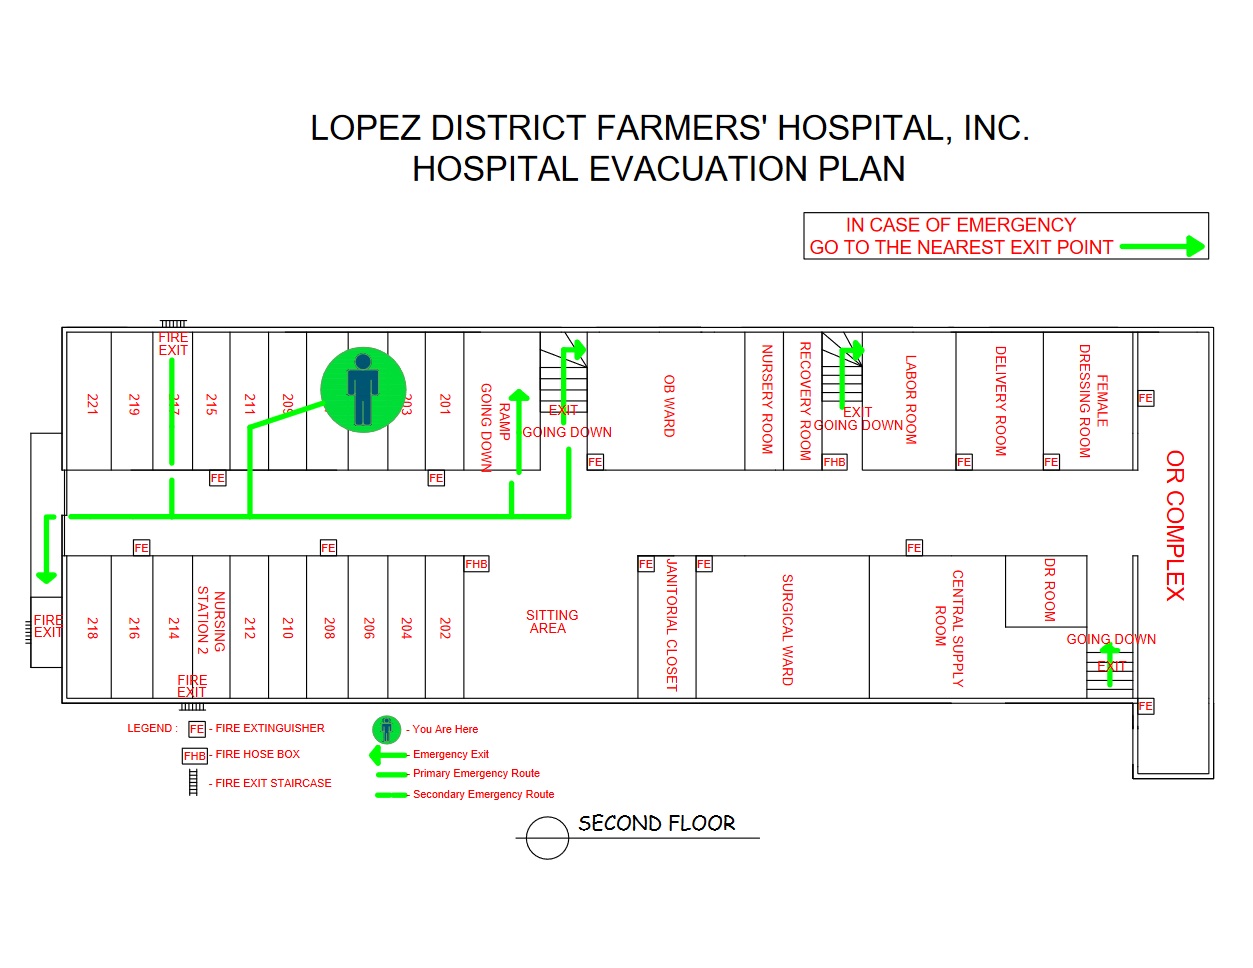 LOPEZ DISTRICT FARMERS' HOSPITAL, INC.
HOSPITAL EVACUATION PLAN
IN CASE OF EMERGENCY
GO TO THE NEAREST EXIT POINT
FIRE
EXIT
221
219
217
215
211
209
203
201
RAMP
GOING DOWN
EXIT
GOING DOWN
OB WARD
NURSERY ROOM
RECOVERY ROOM
EXIT
GOING DOWN
LABOR ROOM
DELIVERY ROOM
FEMALE
DRESSING ROOM
FE
OR COMPLEX
FE
FE
FE
FHB
FE
FE
FE
FE
FHB
FE
FE
FE
FIRE
EXIT
218
216
214
NURSING
STATION 2
212
210
208
206
204
202
SITTING
AREA
JANITORIAL CLOSET
SURGICAL WARD
CENTRAL SUPPLY
ROOM
DR ROOM
GOING DOWN
EXIT
FIRE
EXIT
FE
LEGEND :
FE - FIRE EXTINGUISHER
FHB - FIRE HOSE BOX
- FIRE EXIT STAIRCASE
- You Are Here
- Emergency Exit
- Primary Emergency Route
- Secondary Emergency Route
SECOND FLOOR